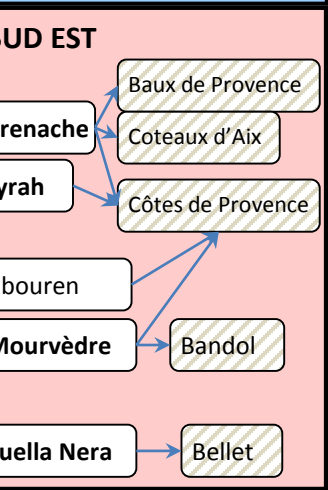 SUD EST
Baux de Provence
renache
Coteaux d'Aix
yrah
Côtes de Provence
bouren
Mourvèdre
Bandol
uella Nera
Bellet